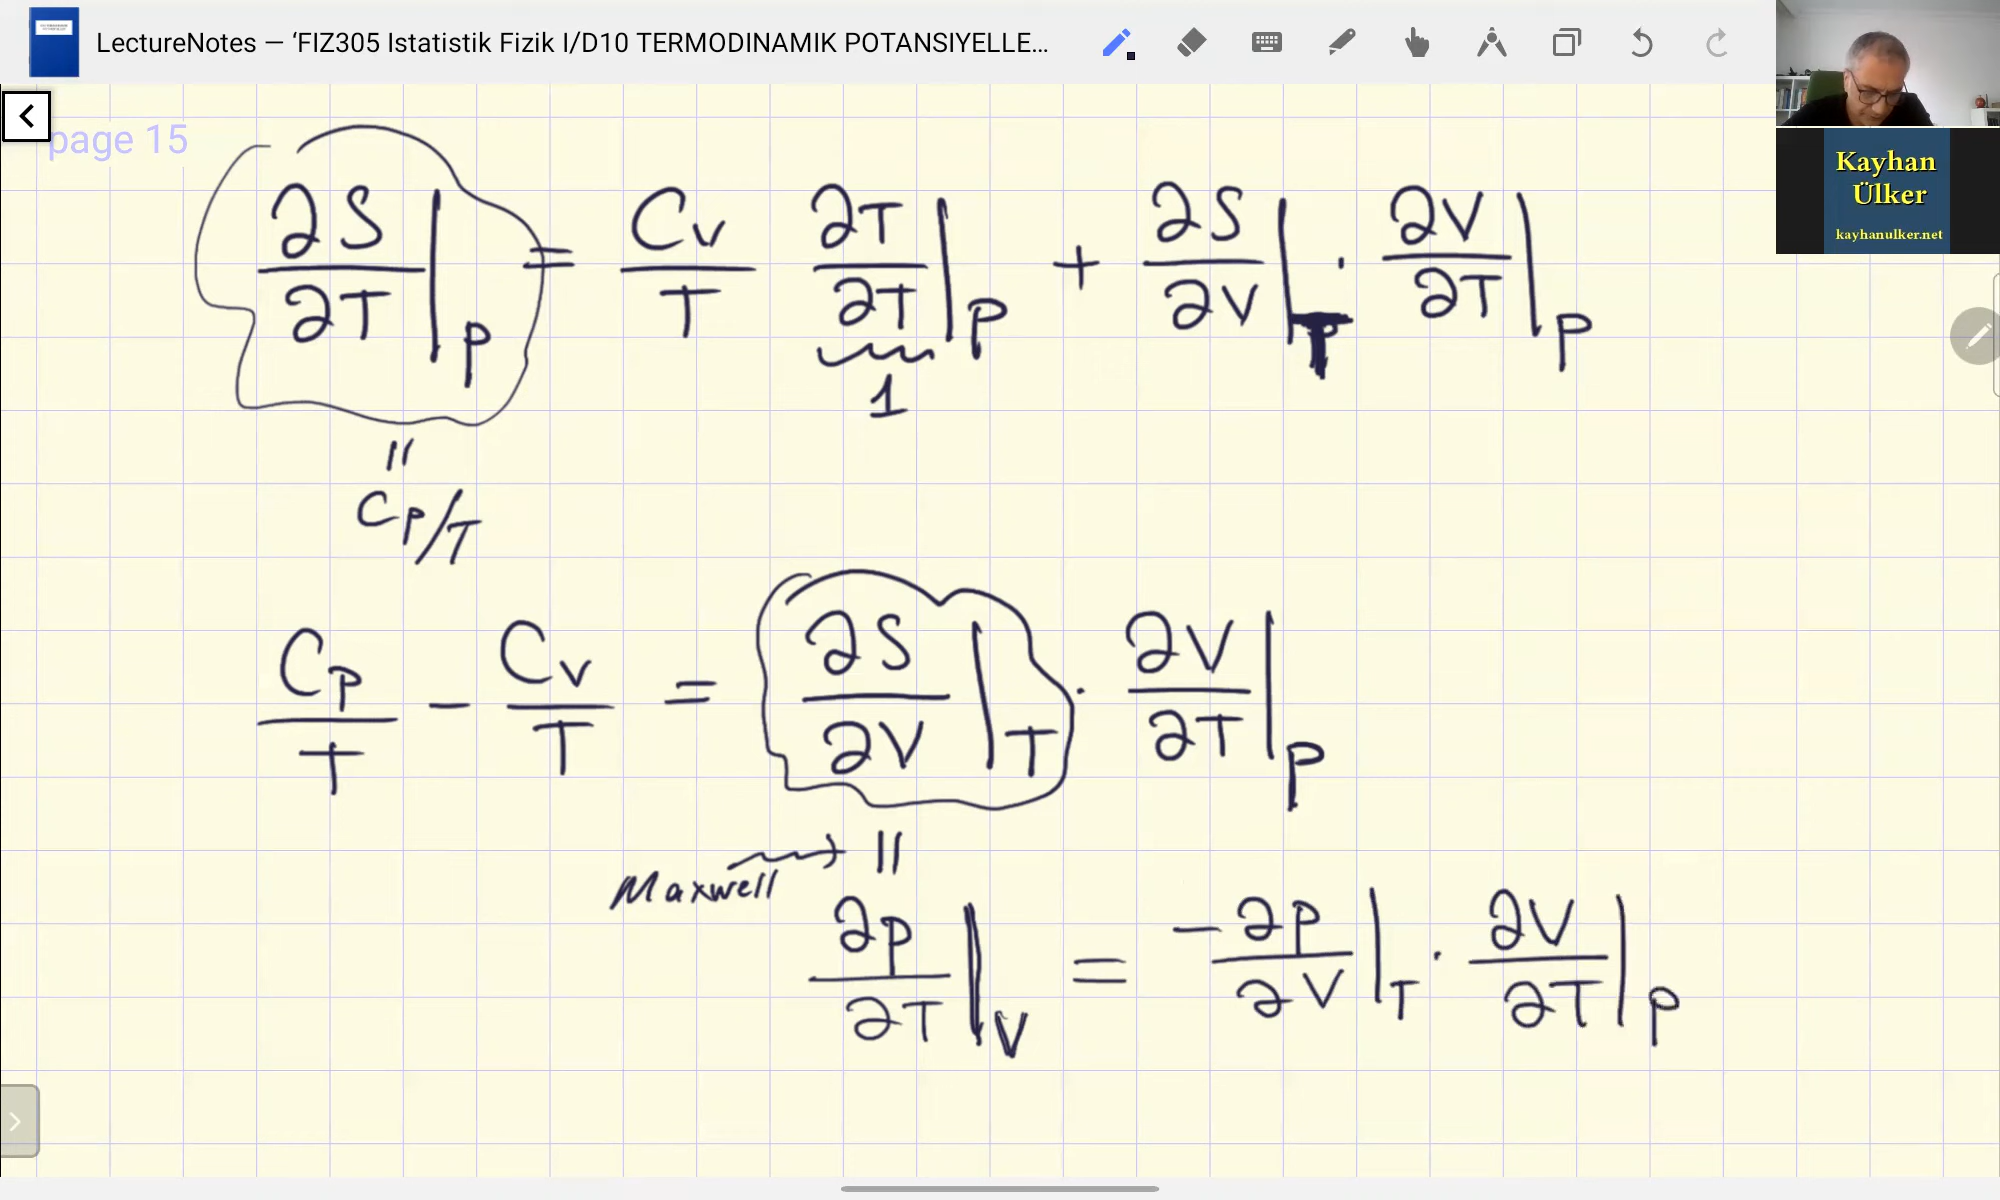 LectureNotes — ‘FIZ305 Istatistik Fizik I/D10 TERMODINAMIK POTANSIYELLE...
page 15
Kayhan
Ülker
kayhanulker.net
∂S/∂T|p = Cv/T ∂T/∂T|p + ∂S/∂V|T · ∂V/∂T|p
1
=
Cp/T
Cp/T - Cv/T = ∂S/∂V|T · ∂V/∂T|p
Maxwell → =
∂p/∂T|V = -∂p/∂V|T · ∂V/∂T|p